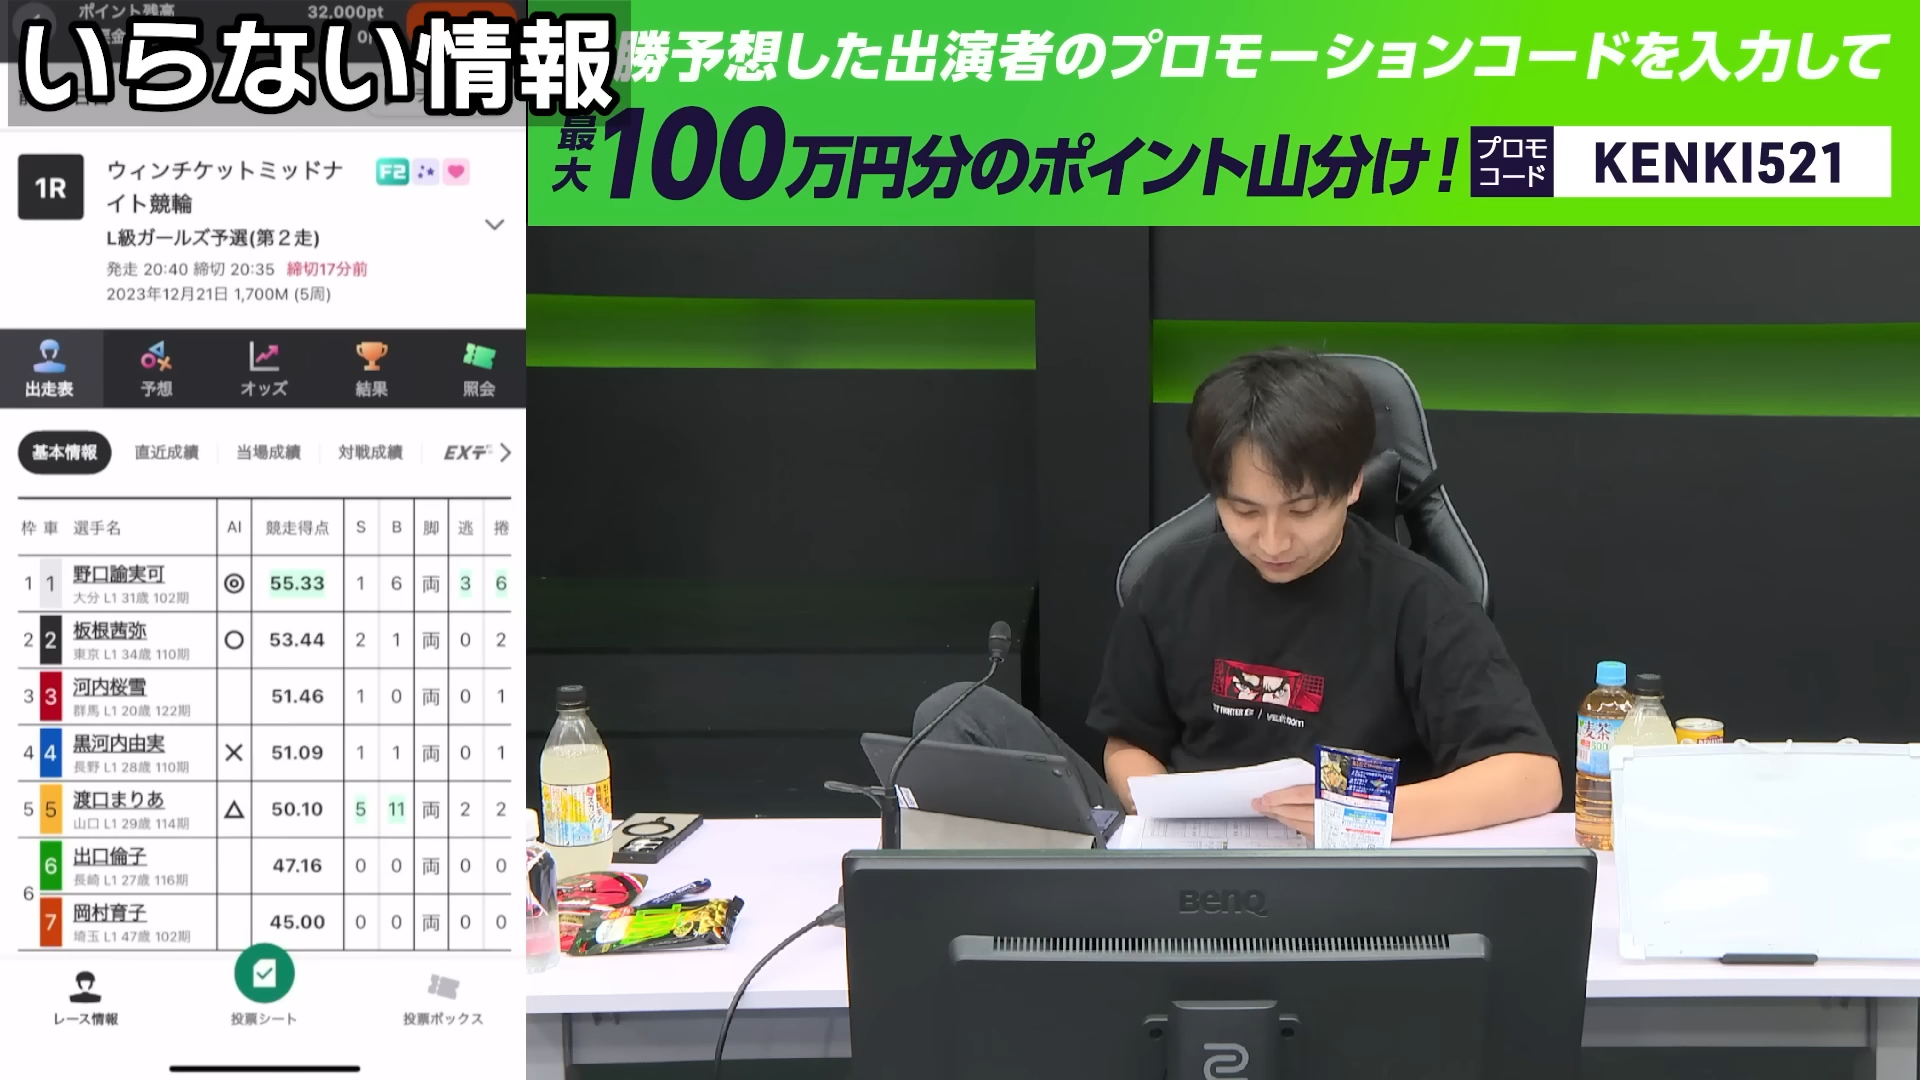 ポイント残高
32,000pt
いらない情報
勝予想した出演者のプロモーションコードを入力して
最大100万円分のポイント山分け!
プロモコード
KENKI521
1R
ウィンチケットミッドナ
イト競輪
F2
L級ガールズ予選(第2走)
発走 20:40 締切 20:35 締切17分前
2023年12月21日 1,700M (5周)
出走表 予想 オッズ 結果 照会
基本情報 直近成績 当場成績 対戦成績 EXデ
枠 車 選手名 AI 競走得点 S B 脚 逃 捲
1 1 野口諭実可 ◎ 55.33 1 6 両 3 6
大分 L1 31歳 102期
2 2 板根茜弥 ○ 53.44 2 1 両 0 2
東京 L1 34歳 110期
3 3 河内桜雪 51.46 1 0 両 0 1
群馬 L1 20歳 122期
4 4 黒河内由実 × 51.09 1 1 両 0 1
長野 L1 28歳 110期
5 5 渡口まりあ △ 50.10 5 11 両 2 2
山口 L1 29歳 114期
6 6 出口倫子 47.16 0 0 両 0 0
長崎 L1 27歳 116期
7 岡村育子 45.00 0 0 両 0 0
埼玉 L1 47歳 102期
レース情報 投票シート 投票ボックス
麦茶
BenQ